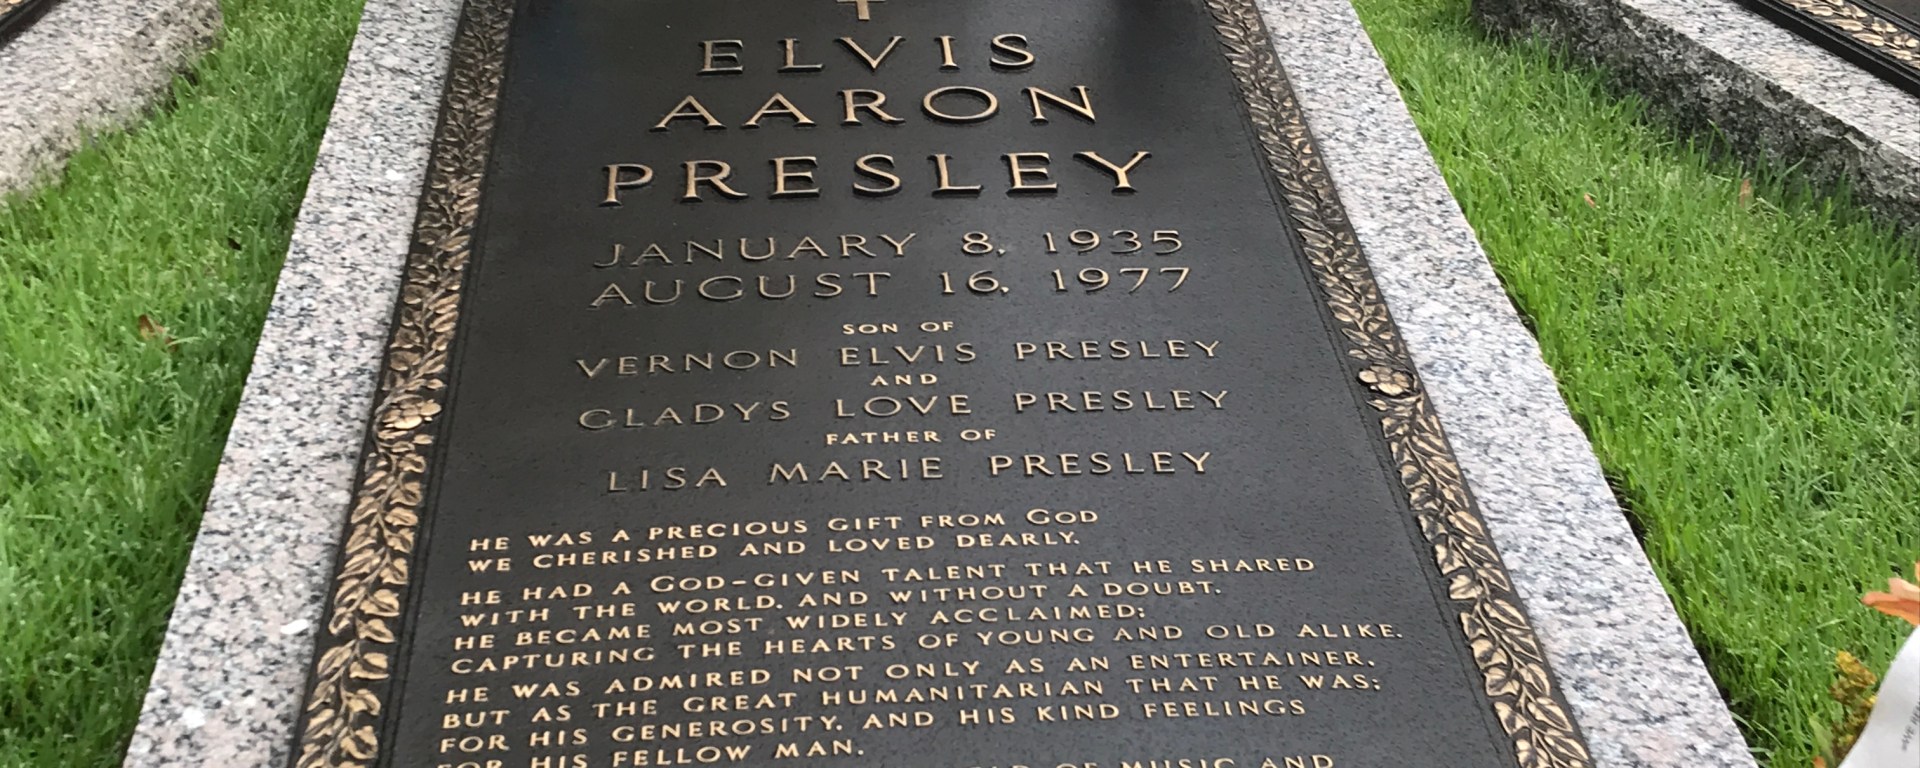 ELVIS
AARON
PRESLEY
JANUARY 8, 1935
AUGUST 16, 1977
SON OF
VERNON ELVIS PRESLEY
AND
GLADYS LOVE PRESLEY
FATHER OF
LISA MARIE PRESLEY
HE WAS A PRECIOUS GIFT FROM GOD
WE CHERISHED AND LOVED DEARLY.
HE HAD A GOD-GIVEN TALENT THAT HE SHARED
WITH THE WORLD. AND WITHOUT A DOUBT.
HE BECAME MOST WIDELY ACCLAIMED;
CAPTURING THE HEARTS OF YOUNG AND OLD ALIKE.
HE WAS ADMIRED NOT ONLY AS AN ENTERTAINER.
BUT AS THE GREAT HUMANITARIAN THAT HE WAS;
FOR HIS GENEROSITY, AND HIS KIND FEELINGS
FOR HIS FELLOW MAN.
OF MUSIC AND